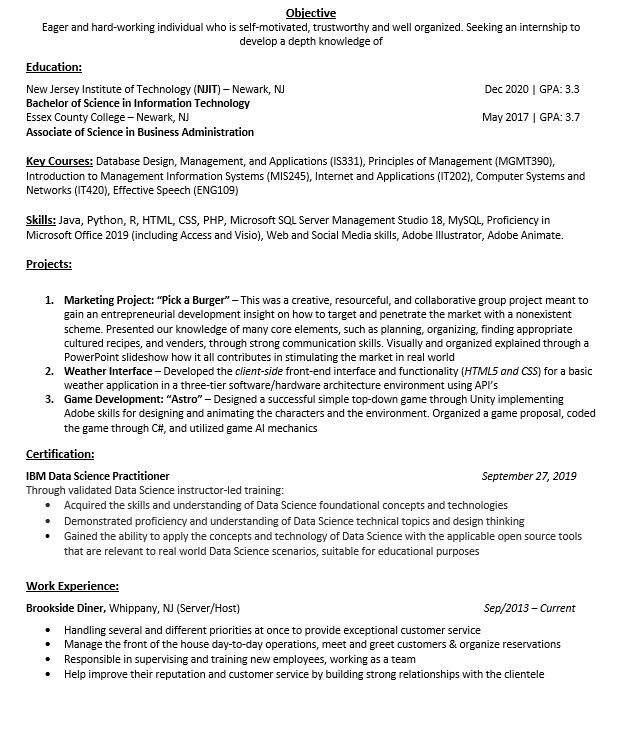 Objective
Eager and hard-working individual who is self-motivated, trustworthy and well organized. Seeking an internship to
develop a depth knowledge of
Education:
New Jersey Institute of Technology (NJIT) – Newark, NJ Dec 2020 | GPA: 3.3
Bachelor of Science in Information Technology
Essex County College – Newark, NJ May 2017 | GPA: 3.7
Associate of Science in Business Administration
Key Courses: Database Design, Management, and Applications (IS331), Principles of Management (MGMT390),
Introduction to Management Information Systems (MIS245), Internet and Applications (IT202), Computer Systems and
Networks (IT420), Effective Speech (ENG109)
Skills: Java, Python, R, HTML, CSS, PHP, Microsoft SQL Server Management Studio 18, MySQL, Proficiency in
Microsoft Office 2019 (including Access and Visio), Web and Social Media skills, Adobe Illustrator, Adobe Animate.
Projects:
1. Marketing Project: “Pick a Burger” – This was a creative, resourceful, and collaborative group project meant to
gain an entrepreneurial development insight on how to target and penetrate the market with a nonexistent
scheme. Presented our knowledge of many core elements, such as planning, organizing, finding appropriate
cultured recipes, and venders, through strong communication skills. Visually and organized explained through a
PowerPoint slideshow how it all contributes in stimulating the market in real world
2. Weather Interface – Developed the client-side front-end interface and functionality (HTML5 and CSS) for a basic
weather application in a three-tier software/hardware architecture environment using API’s
3. Game Development: “Astro” – Designed a successful simple top-down game through Unity implementing
Adobe skills for designing and animating the characters and the environment. Organized a game proposal, coded
the game through C#, and utilized game AI mechanics
Certification:
IBM Data Science Practitioner September 27, 2019
Through validated Data Science instructor-led training:
• Acquired the skills and understanding of Data Science foundational concepts and technologies
• Demonstrated proficiency and understanding of Data Science technical topics and design thinking
• Gained the ability to apply the concepts and technology of Data Science with the applicable open source tools
that are relevant to real world Data Science scenarios, suitable for educational purposes
Work Experience:
Brookside Diner, Whippany, NJ (Server/Host) Sep/2013 – Current
• Handling several and different priorities at once to provide exceptional customer service
• Manage the front of the house day-to-day operations, meet and greet customers & organize reservations
• Responsible in supervising and training new employees, working as a team
• Help improve their reputation and customer service by building strong relationships with the clientele